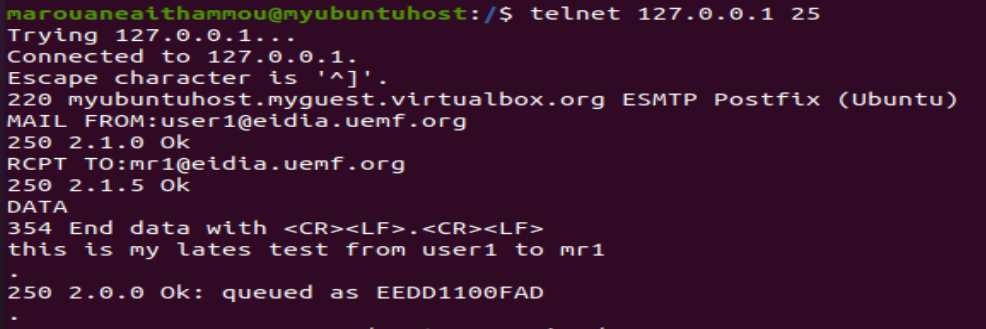 marouaneaithammou@myubuntuhost:/$ telnet 127.0.0.1 25
Trying 127.0.0.1...
Connected to 127.0.0.1.
Escape character is '^]'.
220 myubuntuhost.myguest.virtualbox.org ESMTP Postfix (Ubuntu)
MAIL FROM:user1@eidia.uemf.org
250 2.1.0 Ok
RCPT TO:mr1@eidia.uemf.org
250 2.1.5 Ok
DATA
354 End data with <CR><LF>.<CR><LF>
this is my lates test from user1 to mr1
.
250 2.0.0 Ok: queued as EEDD1100FAD
.